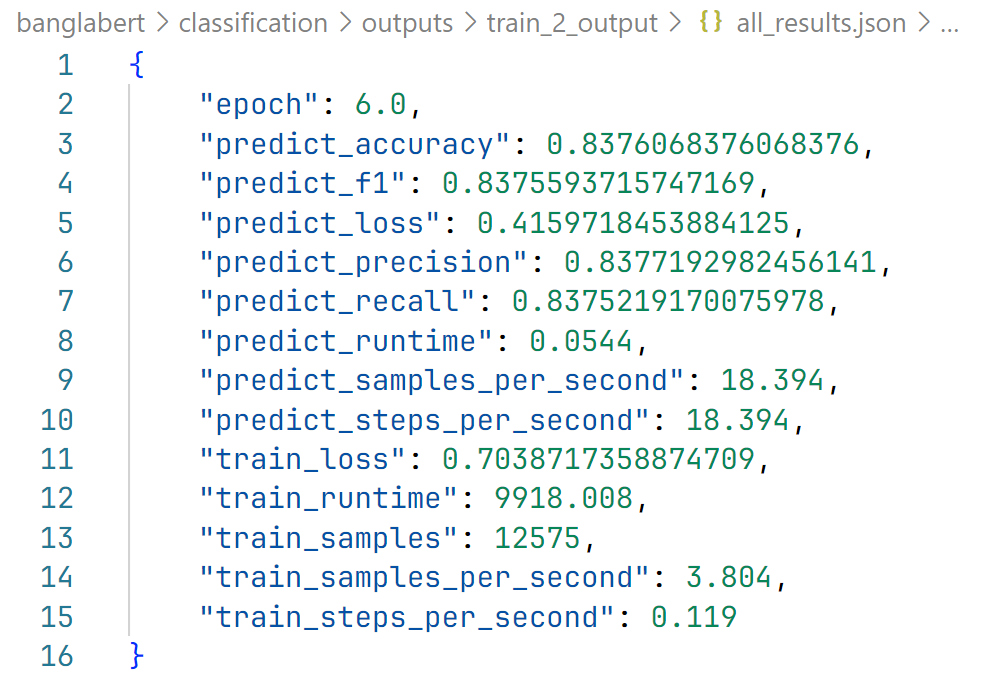 banglabert > classification > outputs > train_2_output > {} all_results.json > ...
1 {
2 "epoch": 6.0,
3 "predict_accuracy": 0.8376068376068376,
4 "predict_f1": 0.8375593715747169,
5 "predict_loss": 0.4159718453884125,
6 "predict_precision": 0.8377192982456141,
7 "predict_recall": 0.8375219170075978,
8 "predict_runtime": 0.0544,
9 "predict_samples_per_second": 18.394,
10 "predict_steps_per_second": 18.394,
11 "train_loss": 0.7038717358874709,
12 "train_runtime": 9918.008,
13 "train_samples": 12575,
14 "train_samples_per_second": 3.804,
15 "train_steps_per_second": 0.119
16 }